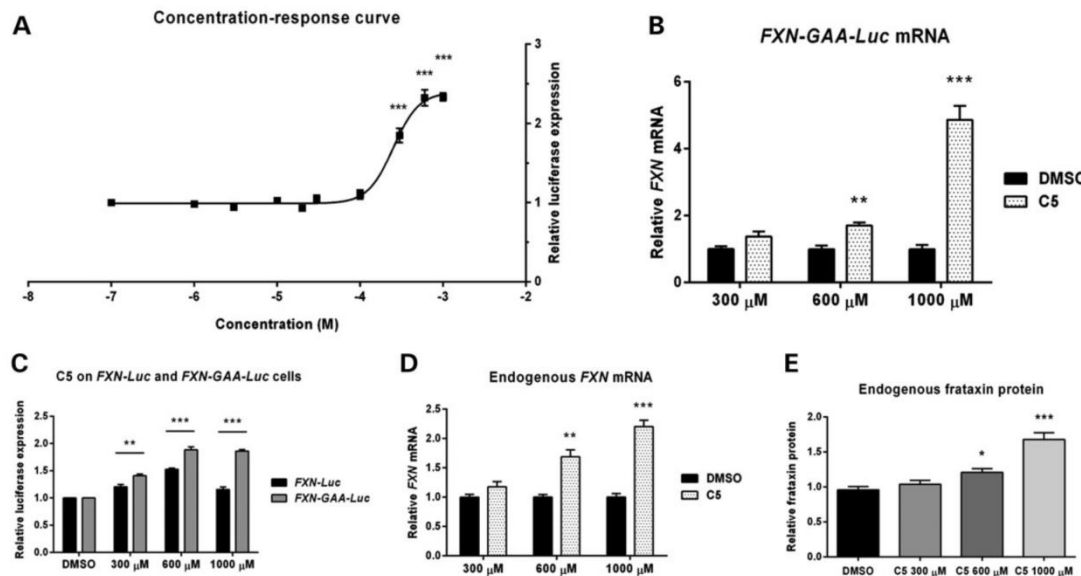 A
Concentration-response curve
3
2
1
0
Relative luciferase expression
***
***
***
-8 -7 -6 -5 -4 -3 -2
Concentration (M)
B
FXN-GAA-Luc mRNA
Relative FXN mRNA
6
4
2
0
**
***
DMSO
C5
300 μM 600 μM 1000 μM
C
C5 on FXN-Luc and FXN-GAA-Luc cells
Relative luciferase expression
2.5
2.0
1.5
1.0
0.5
0.0
**
***
***
FXN-Luc
FXN-GAA-Luc
DMSO 300 μM 600 μM 1000 μM
D
Endogenous FXN mRNA
Relative FXN mRNA
2.5
2.0
1.5
1.0
0.5
0.0
**
***
DMSO
C5
300 μM 600 μM 1000 μM
E
Endogenous frataxin protein
Relative frataxin protein
2.0
1.5
1.0
0.5
0.0
*
***
DMSO C5 300 μM C5 600 μM C5 1000 μM